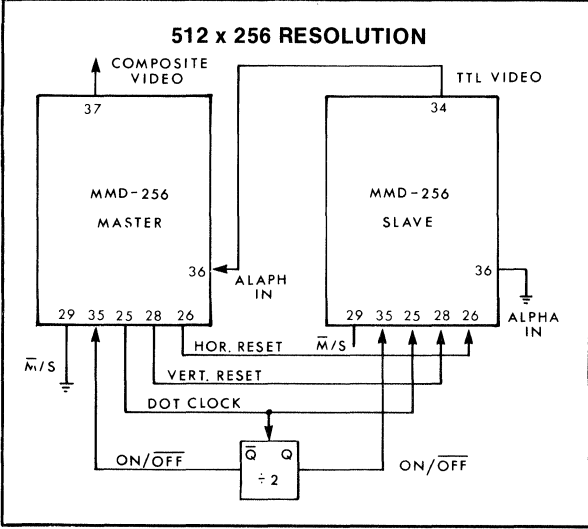 512 x 256 RESOLUTION
COMPOSITE
VIDEO
TTL VIDEO
37
34
MMD-256
MASTER
MMD-256
SLAVE
36
ALAPH
IN
36
ALPHA
IN
29 35 25 28 26
29 35 25 28 26
M̅/S
M̅/S
HOR. RESET
VERT. RESET
DOT CLOCK
Q̅ Q
÷ 2
ON/O̅F̅F̅
ON/O̅F̅F̅